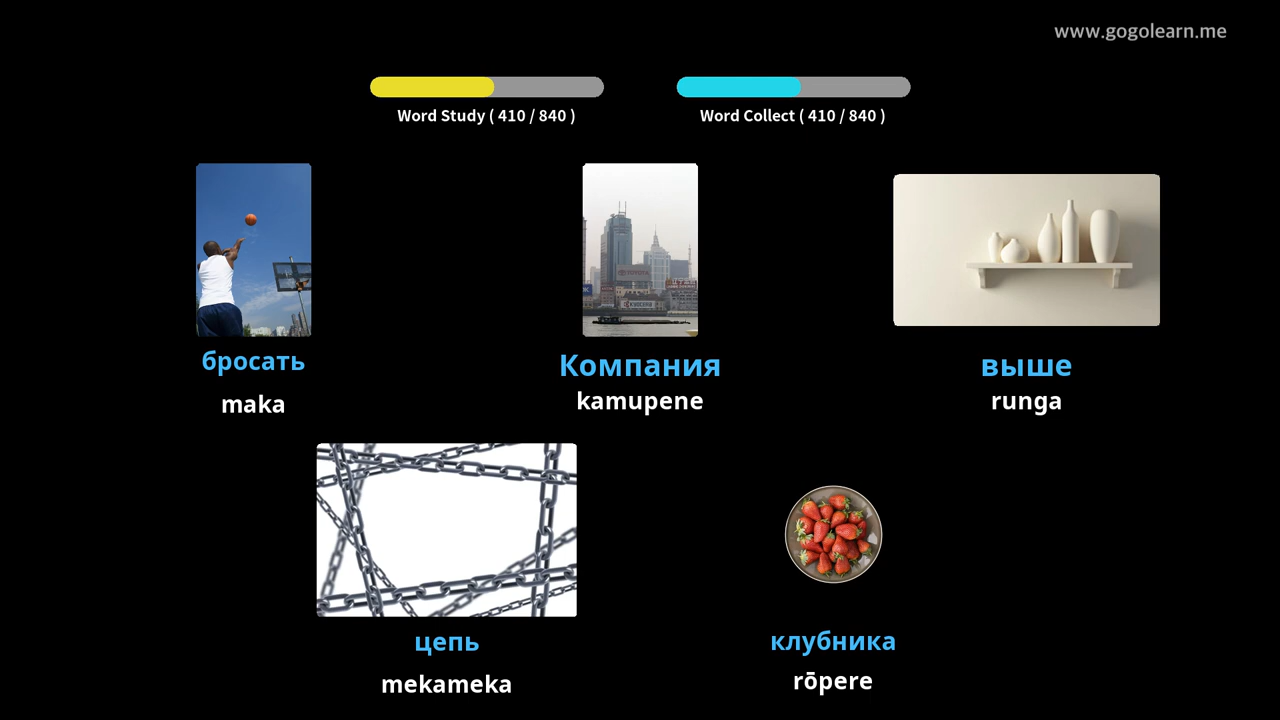 www.gogolearn.me
Word Study ( 410 / 840 )
Word Collect ( 410 / 840 )
бросать
maka
Компания
kamupene
выше
runga
TOYOTA
цепь
mekameka
клубника
rōpere